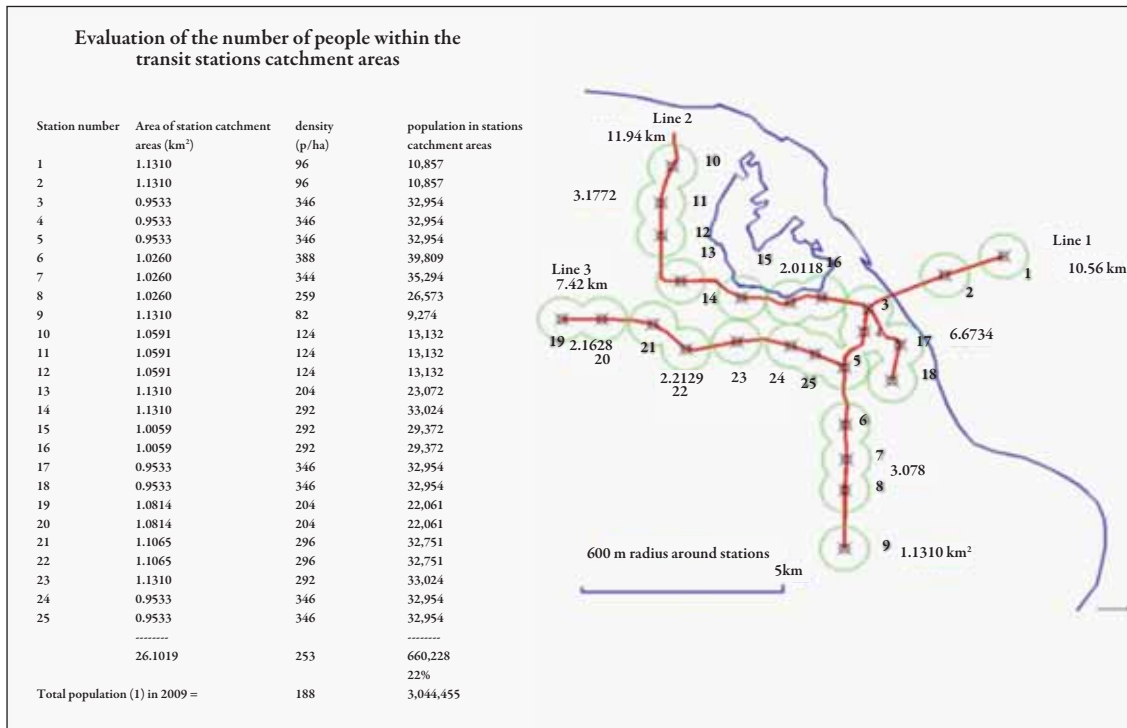 Evaluation of the number of people within the
transit stations catchment areas
Station number Area of station catchment density population in stations
areas (km²) (p/ha) catchment areas
1 1.1310 96 10,857
2 1.1310 96 10,857
3 0.9533 346 32,954
4 0.9533 346 32,954
5 0.9533 346 32,954
6 1.0260 388 39,809
7 1.0260 344 35,294
8 1.0260 259 26,573
9 1.1310 82 9,274
10 1.0591 124 13,132
11 1.0591 124 13,132
12 1.0591 124 13,132
13 1.1310 204 23,072
14 1.1310 292 33,024
15 1.0059 292 29,372
16 1.0059 292 29,372
17 0.9533 346 32,954
18 0.9533 346 32,954
19 1.0814 204 22,061
20 1.0814 204 22,061
21 1.1065 296 32,751
22 1.1065 296 32,751
23 1.1310 292 33,024
24 0.9533 346 32,954
25 0.9533 346 32,954
-------- --------
26.1019 253 660,228
22%
Total population (1) in 2009 = 188 3,044,455
Line 2
11.94 km
10
3.1772
11
12
13
15
2.0118
16
Line 1
10.56 km
1
2
Line 3
7.42 km
14
3
4
17
6.6734
18
19
2.1628
20
21
2.2129
22
23
24
25
5
6
7
3.078
8
9
1.1310 km²
600 m radius around stations
5km